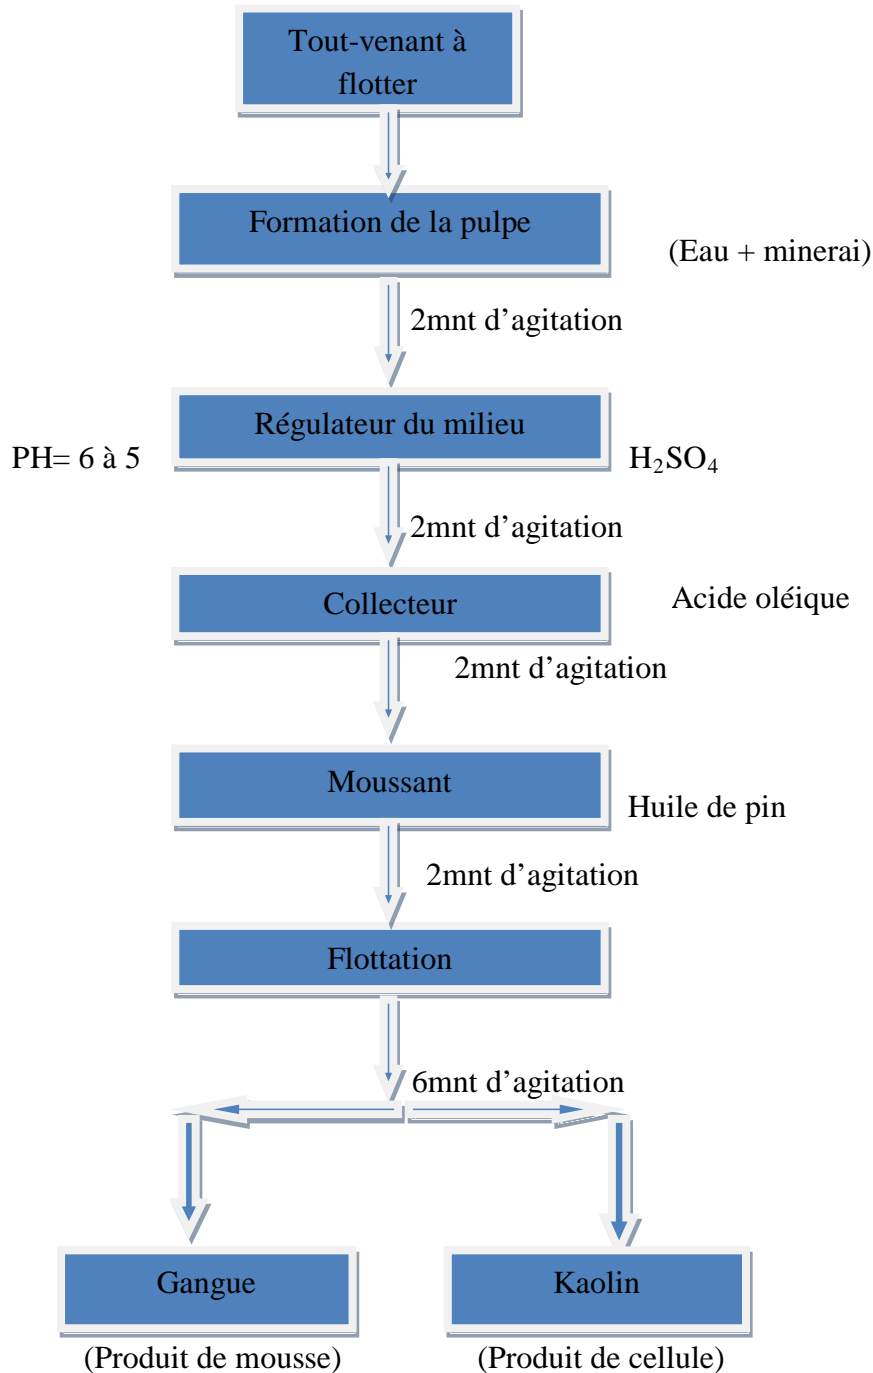 Tout-venant à
flotter
Formation de la pulpe
(Eau + minerai)
2mnt d’agitation
Régulateur du milieu
PH= 6 à 5
H₂SO₄
2mnt d’agitation
Collecteur
Acide oléique
2mnt d’agitation
Moussant
Huile de pin
2mnt d’agitation
Flottation
6mnt d’agitation
Gangue
Kaolin
(Produit de mousse)
(Produit de cellule)